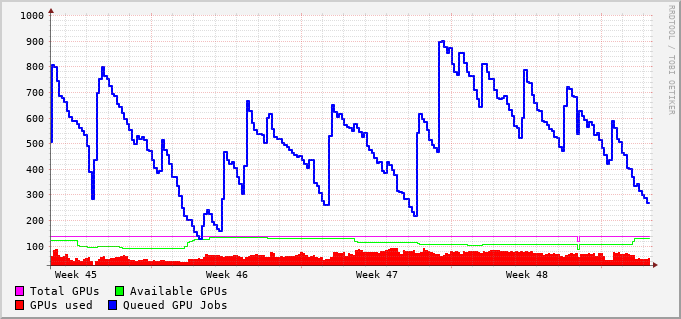 1000
900
800
700
600
500
400
300
200
100
Week 45 Week 46 Week 47 Week 48
Total GPUs Available GPUs
GPUs used Queued GPU Jobs
RRDTOOL / TOBI OETIKER